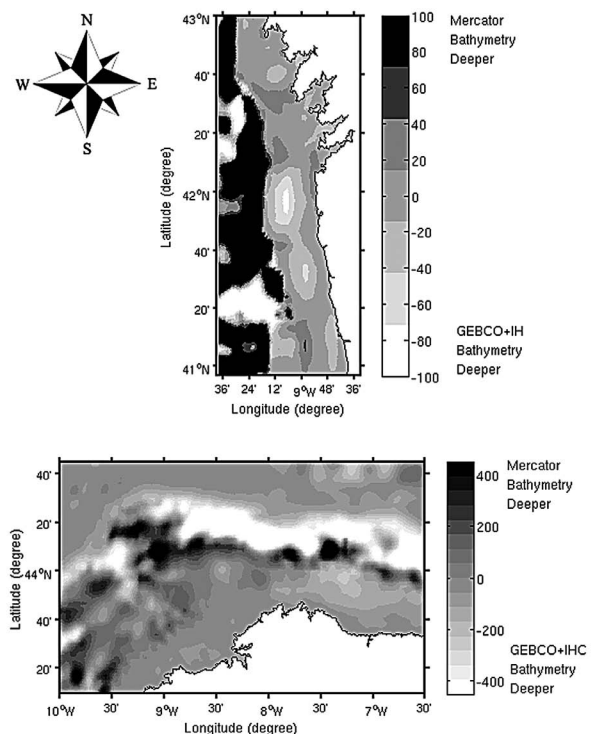 N
W
E
S
43°N
40'
20'
42°N
40'
20'
41°N
Latitude (degree)
36' 24' 12' 9°W 48' 36'
Longitude (degree)
100
80
60
40
20
0
-20
-40
-60
-80
-100
Mercator
Bathymetry
Deeper
GEBCO+IH
Bathymetry
Deeper
40'
20'
44°N
40'
20'
Latitude (degree)
10°W 30' 9°W 30' 8°W 30' 7°W 30'
Longitude (degree)
400
200
0
-200
-400
Mercator
Bathymetry
Deeper
GEBCO+IHC
Bathymetry
Deeper